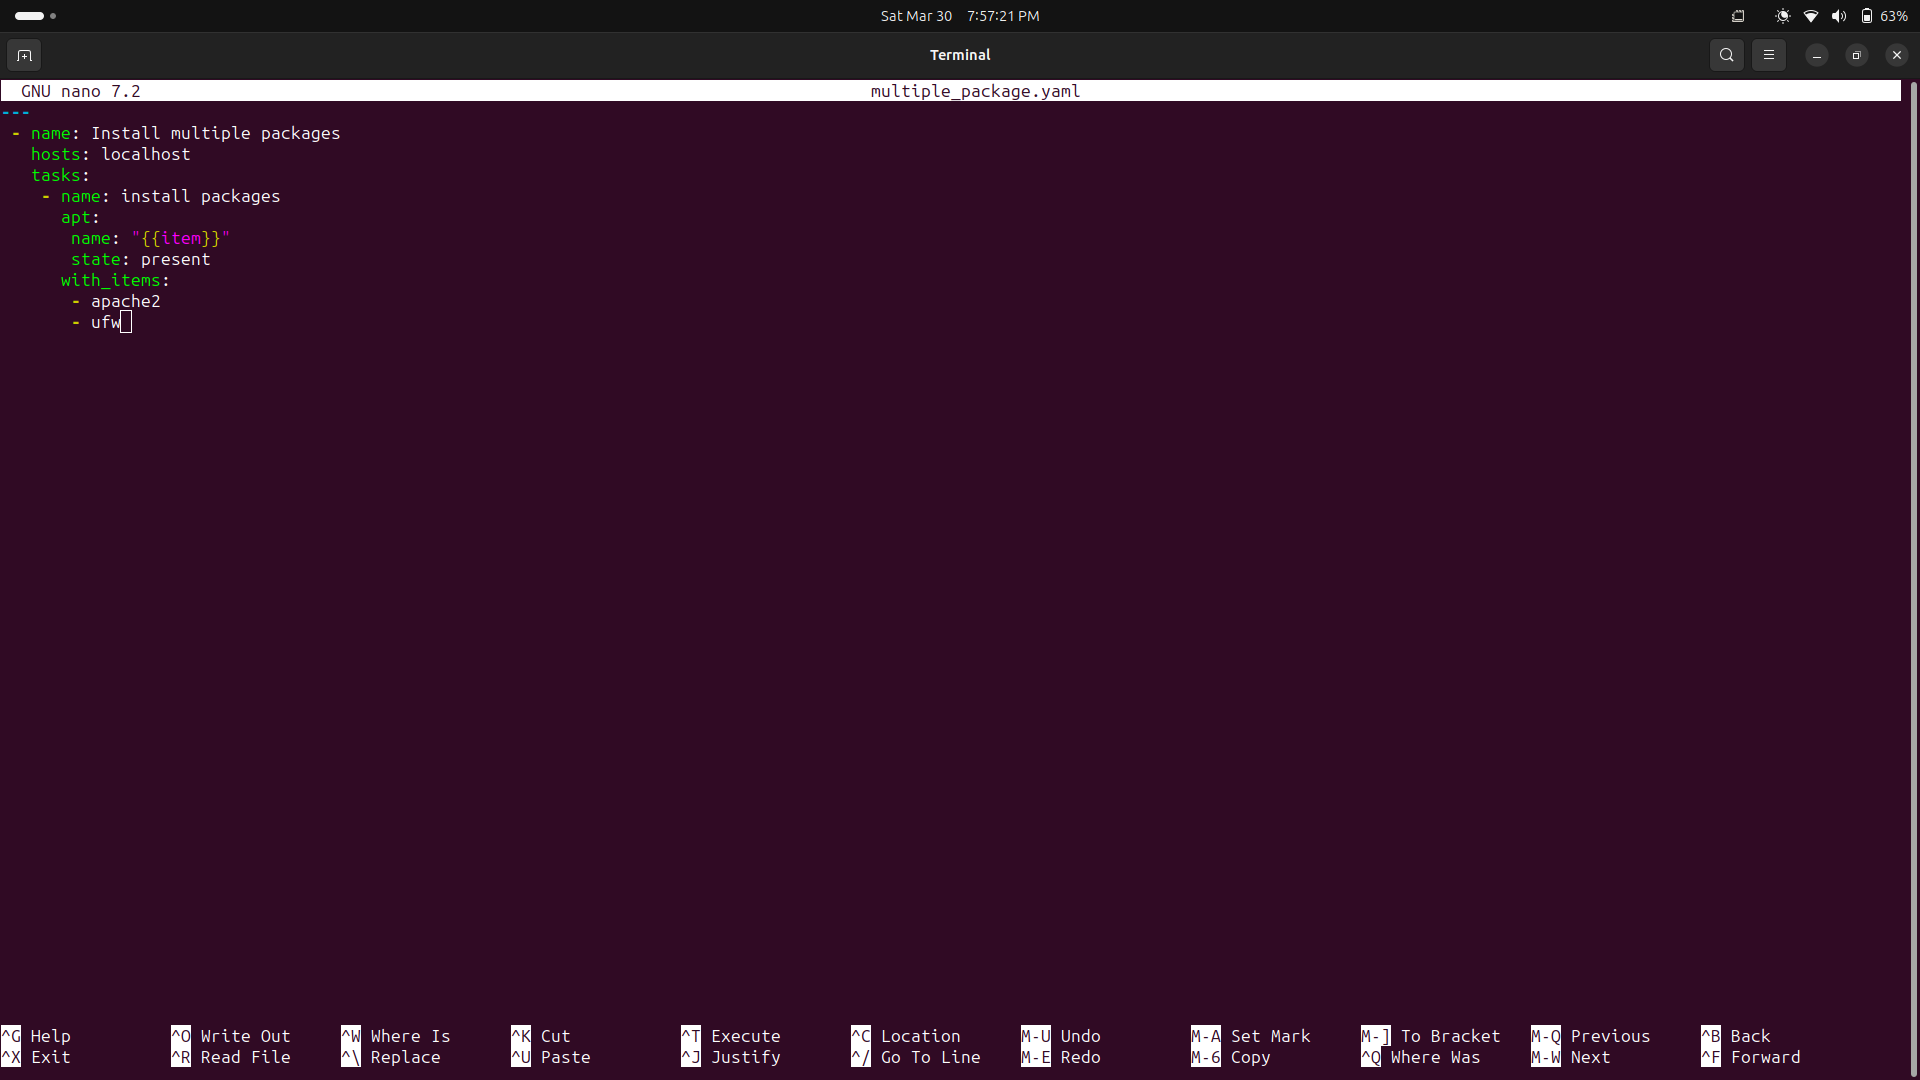 Sat Mar 30 7:57:21 PM 63%
Terminal
GNU nano 7.2 multiple_package.yaml
---
 - name: Install multiple packages
   hosts: localhost
   tasks:
    - name: install packages
      apt:
       name: "{{item}}"
       state: present
      with_items:
       - apache2
       - ufw
^G Help ^O Write Out ^W Where Is ^K Cut ^T Execute ^C Location M-U Undo M-A Set Mark M-] To Bracket M-Q Previous ^B Back
^X Exit ^R Read File ^\ Replace ^U Paste ^J Justify ^/ Go To Line M-E Redo M-6 Copy ^Q Where Was M-W Next ^F Forward